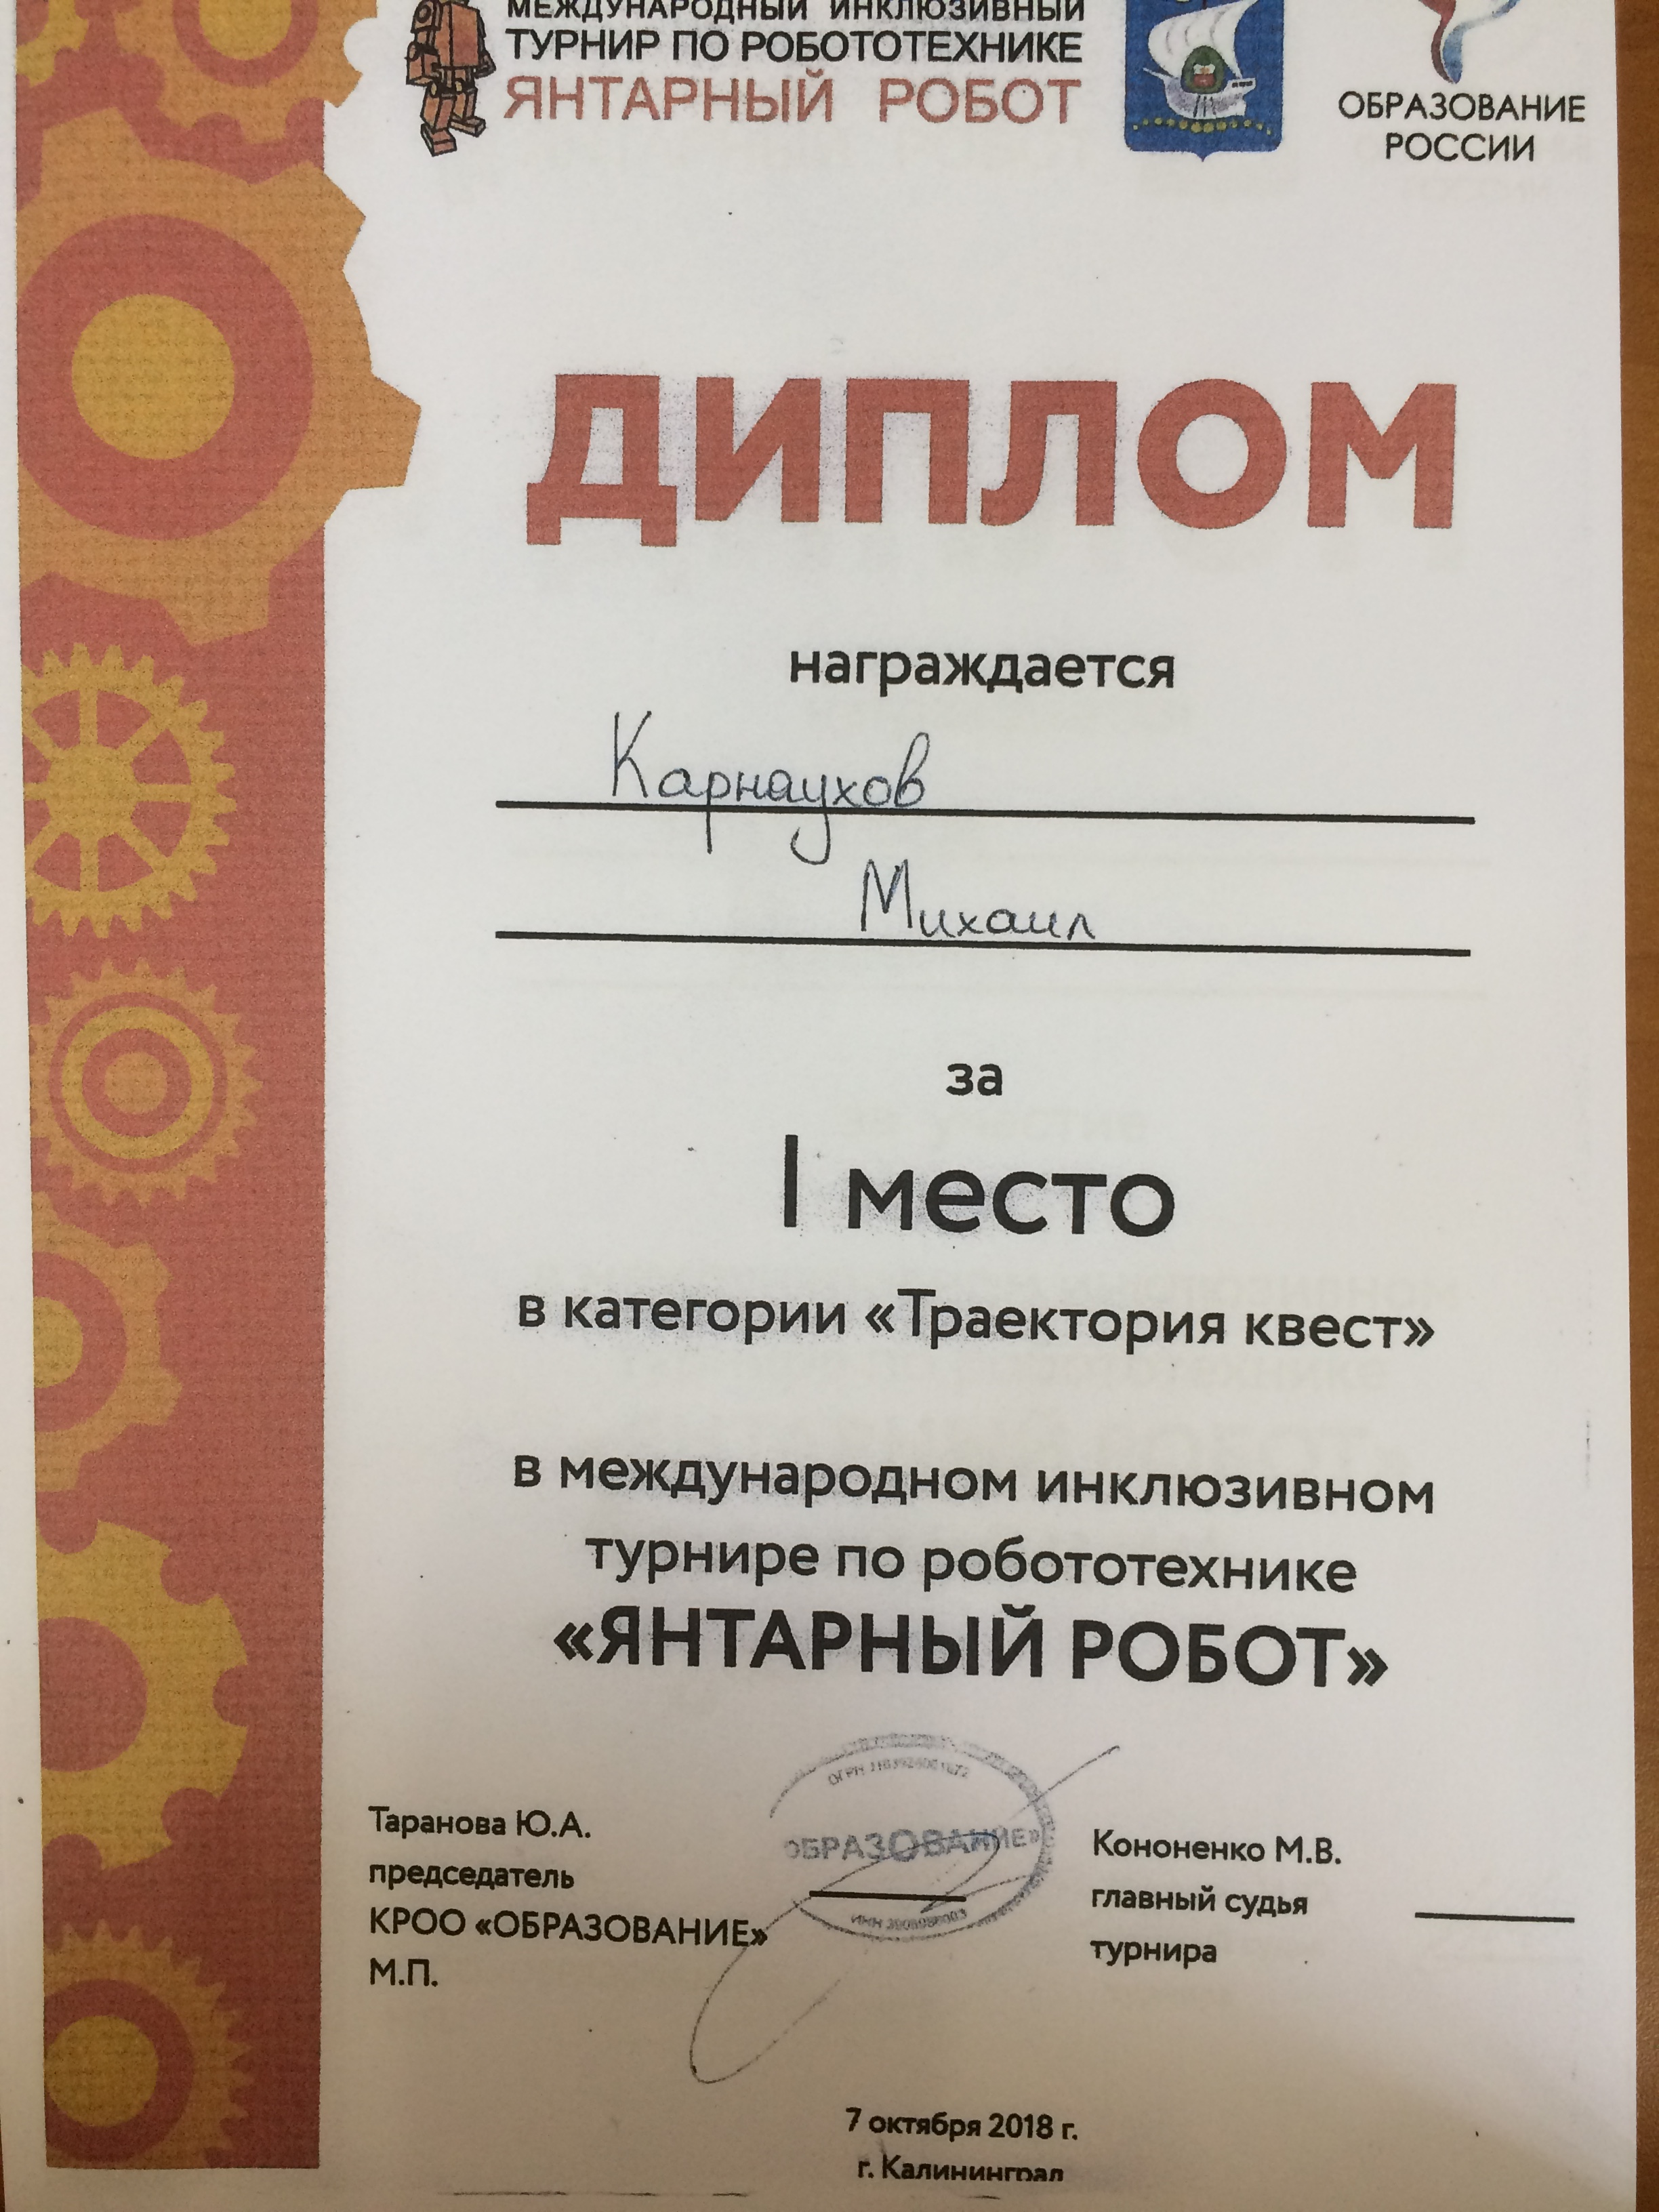 МЕЖДУНАРОДНЫЙ ИНКЛЮЗИВНЫЙ
ТУРНИР ПО РОБОТОТЕХНИКЕ
ЯНТАРНЫЙ РОБОТ
ОБРАЗОВАНИЕ
РОССИИ
ДИПЛОМ
награждается
Карнаухов
Михаил
за
I место
в категории «Траектория квест»
в международном инклюзивном
турнире по робототехнике
«ЯНТАРНЫЙ РОБОТ»
Таранова Ю.А.
председатель
КРОО «ОБРАЗОВАНИЕ»
М.П.
ОГРН
ОБРАЗОВАНИЕ»
ИНН
Кононенко М.В.
главный судья
турнира
7 октября 2018 г.
г. Калининград